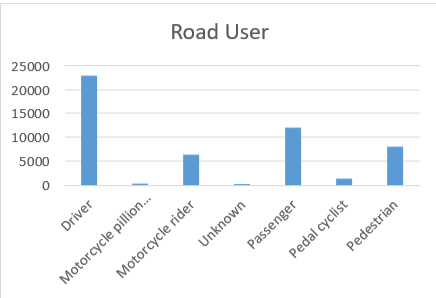 Road User
25000
20000
15000
10000
5000
0
Driver
Motorcycle pillion...
Motorcycle rider
Unknown
Passenger
Pedal cyclist
Pedestrian